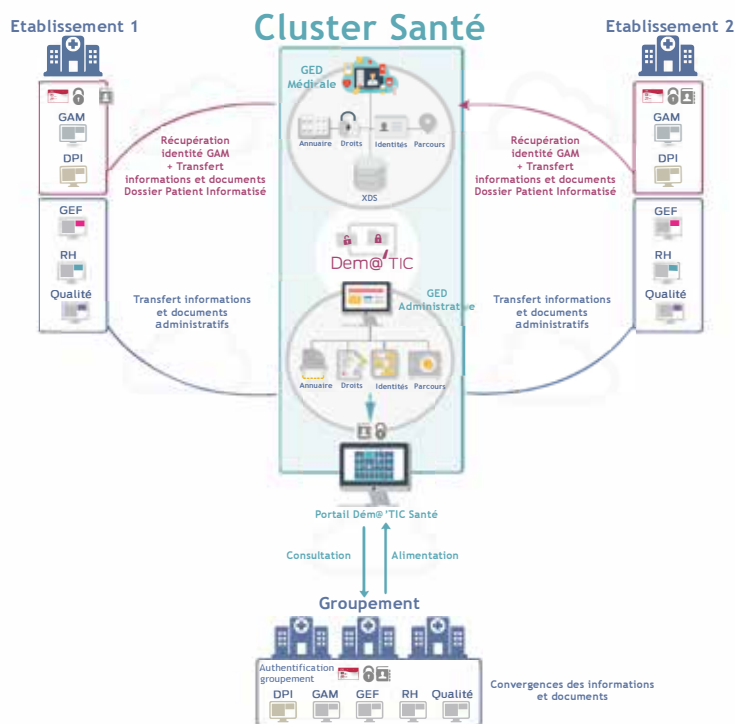 Cluster Santé
Etablissement 1
GAM
DPI
GEF
RH
Qualité
Récupération
identité GAM
+ Transfert
informations et documents
Dossier Patient Informatisé
Transfert informations
et documents
administratifs
GED
Médicale
Annuaire
Droits
Identités
Parcours
XDS
Dem@'TIC
GED
Administrative
Annuaire
Droits
Identités
Parcours
Portail Dém@'TIC Santé
Etablissement 2
GAM
DPI
GEF
RH
Qualité
Récupération
identité GAM
+ Transfert
informations et documents
Dossier Patient Informatisé
Transfert informations
et documents
administratifs
Consultation
Alimentation
Groupement
Authentification
groupement
DPI
GAM
GEF
RH
Qualité
Convergences des informations
et documents